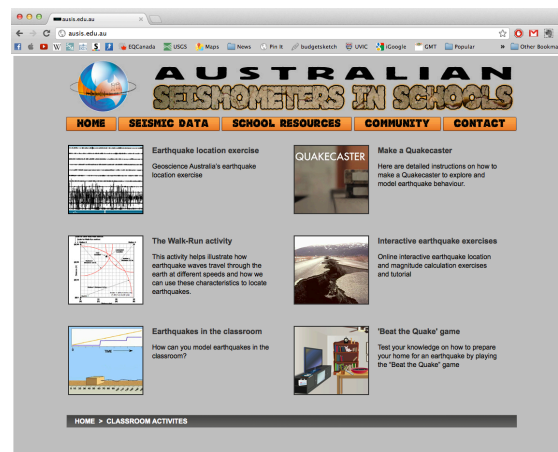 ausis.edu.au
ausis.edu.au
EQCanada USGS Maps News Pin It budgetsketch UVIC iGoogle GMT Popular » Other Bookma
AUSTRALIAN
SEISMOMETERS IN SCHOOLS
HOME SEISMIC DATA SCHOOL RESOURCES COMMUNITY CONTACT
Earthquake location exercise
Geoscience Australia's earthquake
location exercise
QUAKECASTER
Make a Quakecaster
Here are detailed instructions on how to
make a Quakecaster to explore and
model earthquake behaviour.
The Walk-Run activity
This activity helps illustrate how
earthquake waves travel through the
earth at different speeds and how we
can use these characteristics to locate
earthquakes.
Interactive earthquake exercises
Online interactive earthquake location
and magnitude calculation exercises
and tutorial
Earthquakes in the classroom
How can you model earthquakes in the
classroom?
TIME
'Beat the Quake' game
Test your knowledge on how to prepare
your home for an earthquake by playing
the "Beat the Quake" game
HOME > CLASSROOM ACTIVITES